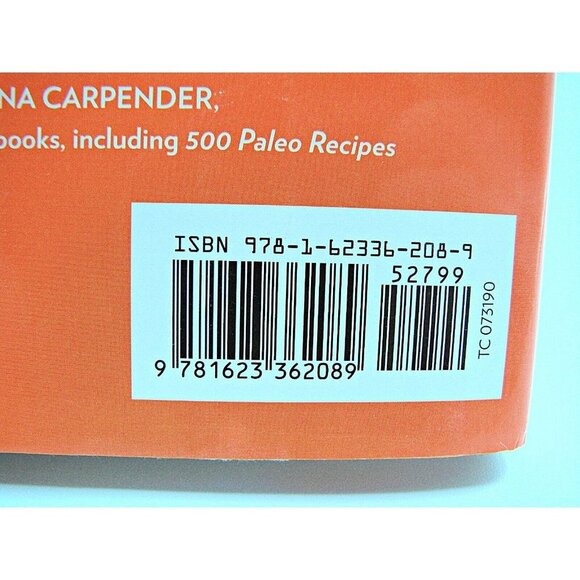 NA CARPENDER,
books, including 500 Paleo Recipes
ISBN 978-1-62336-208-9
52799
9 781623 362089
TC 073190